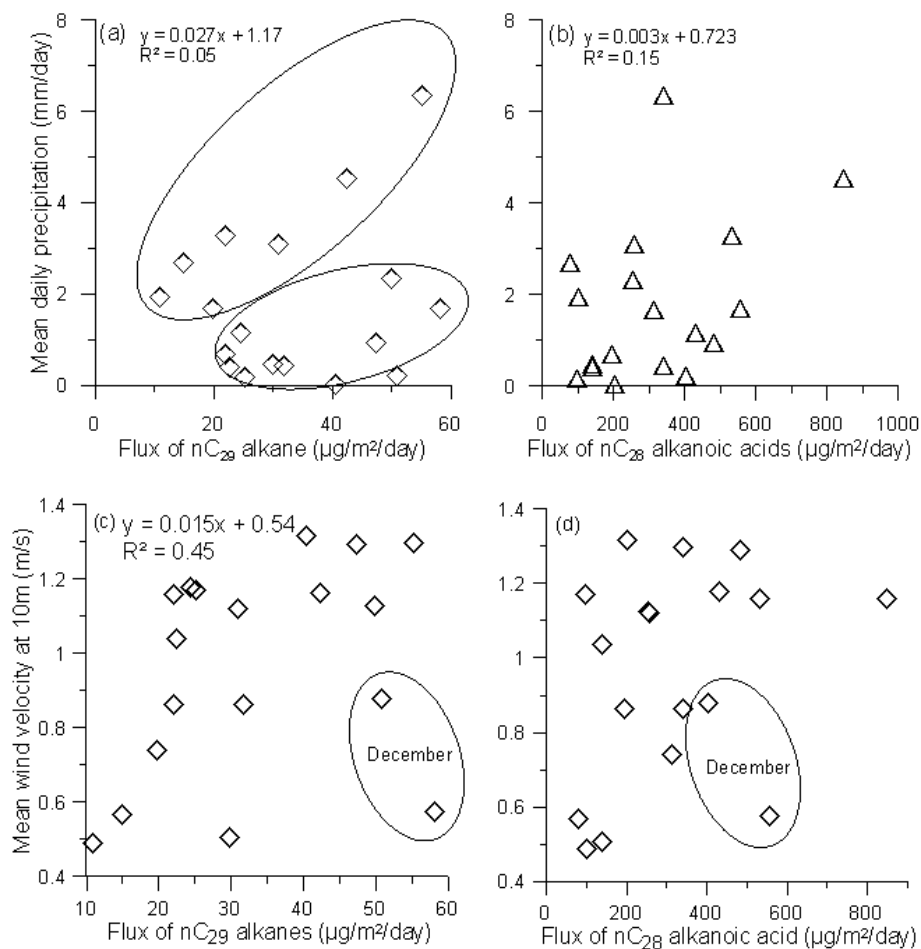 (a) y = 0.027x + 1.17
R² = 0.05
8
6
4
2
0
Mean daily precipitation (mm/day)
0 20 40 60
Flux of nC₂₉ alkane (µg/m²/day)
(b) y = 0.003x + 0.723
R² = 0.15
8
6
4
2
0
0 200 400 600 800 1000
Flux of nC₂₈ alkanoic acids (µg/m²/day)
(c) y = 0.015x + 0.54
R² = 0.45
1.4
1.2
1
0.8
0.6
0.4
Mean wind velocity at 10m (m/s)
December
10 20 30 40 50 60
Flux of nC₂₉ alkanes (µg/m²/day)
(d)
1.4
1.2
1
0.8
0.6
0.4
December
0 200 400 600 800
Flux of nC₂₈ alkanoic acid (µg/m²/day)